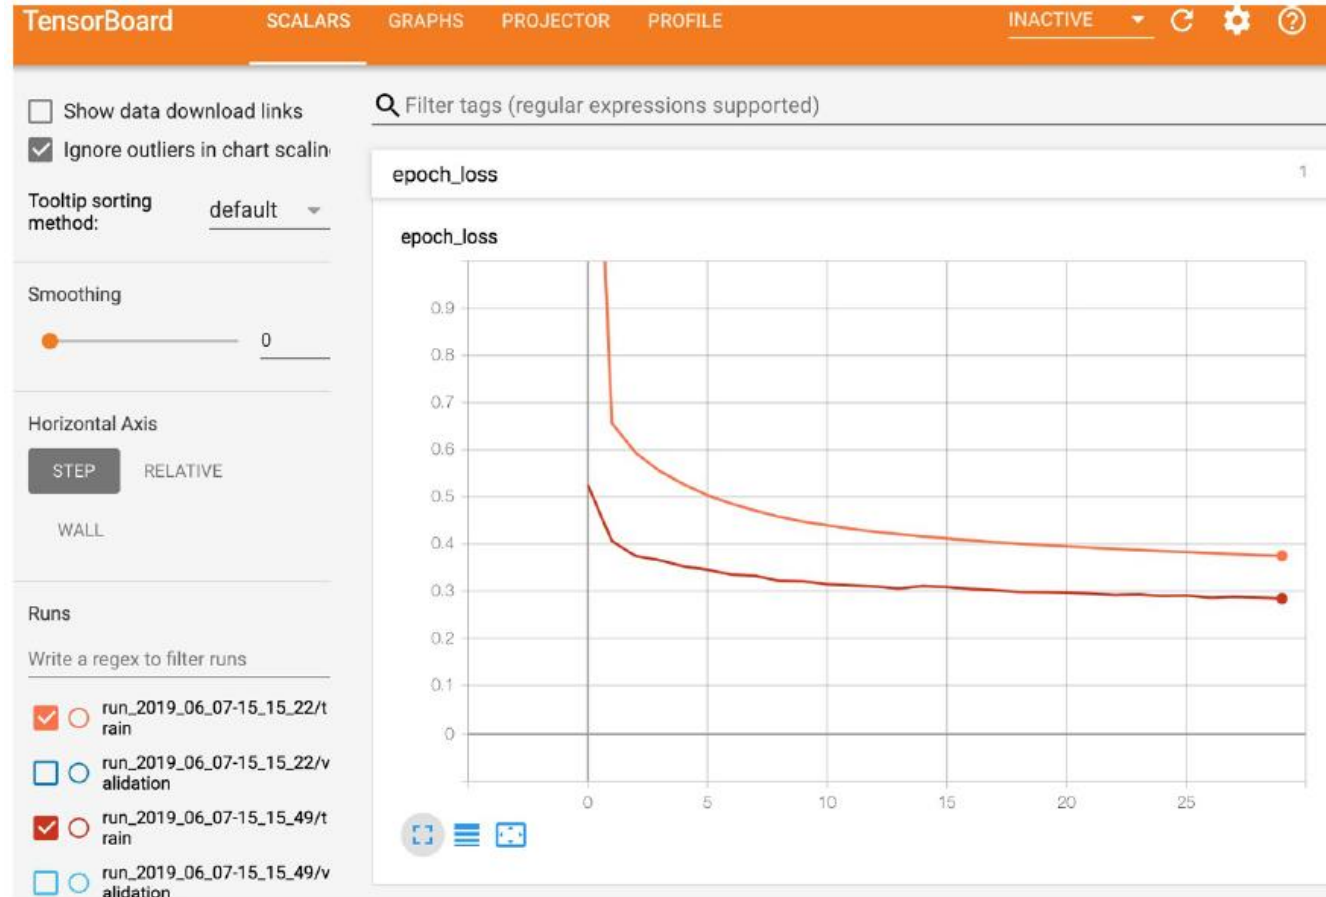 TensorBoard SCALARS GRAPHS PROJECTOR PROFILE INACTIVE
Show data download links
Ignore outliers in chart scalin
Tooltip sorting
method:
default
Smoothing
0
Horizontal Axis
STEP RELATIVE
WALL
Runs
Write a regex to filter runs
run_2019_06_07-15_15_22/t
rain
run_2019_06_07-15_15_22/v
alidation
run_2019_06_07-15_15_49/t
rain
run_2019_06_07-15_15_49/v
alidation
Filter tags (regular expressions supported)
epoch_loss 1
epoch_loss
0.9
0.8
0.7
0.6
0.5
0.4
0.3
0.2
0.1
0
0 5 10 15 20 25